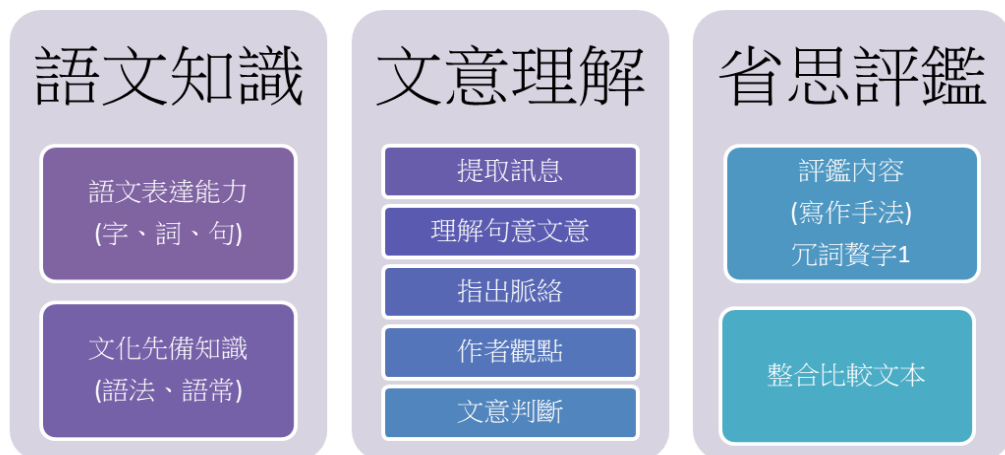 語文知識
語文表達能力
(字、詞、句)
文化先備知識
(語法、語常)
文意理解
提取訊息
理解句意文意
指出脈絡
作者觀點
文意判斷
省思評鑑
評鑑內容
(寫作手法)
冗詞贅字1
整合比較文本